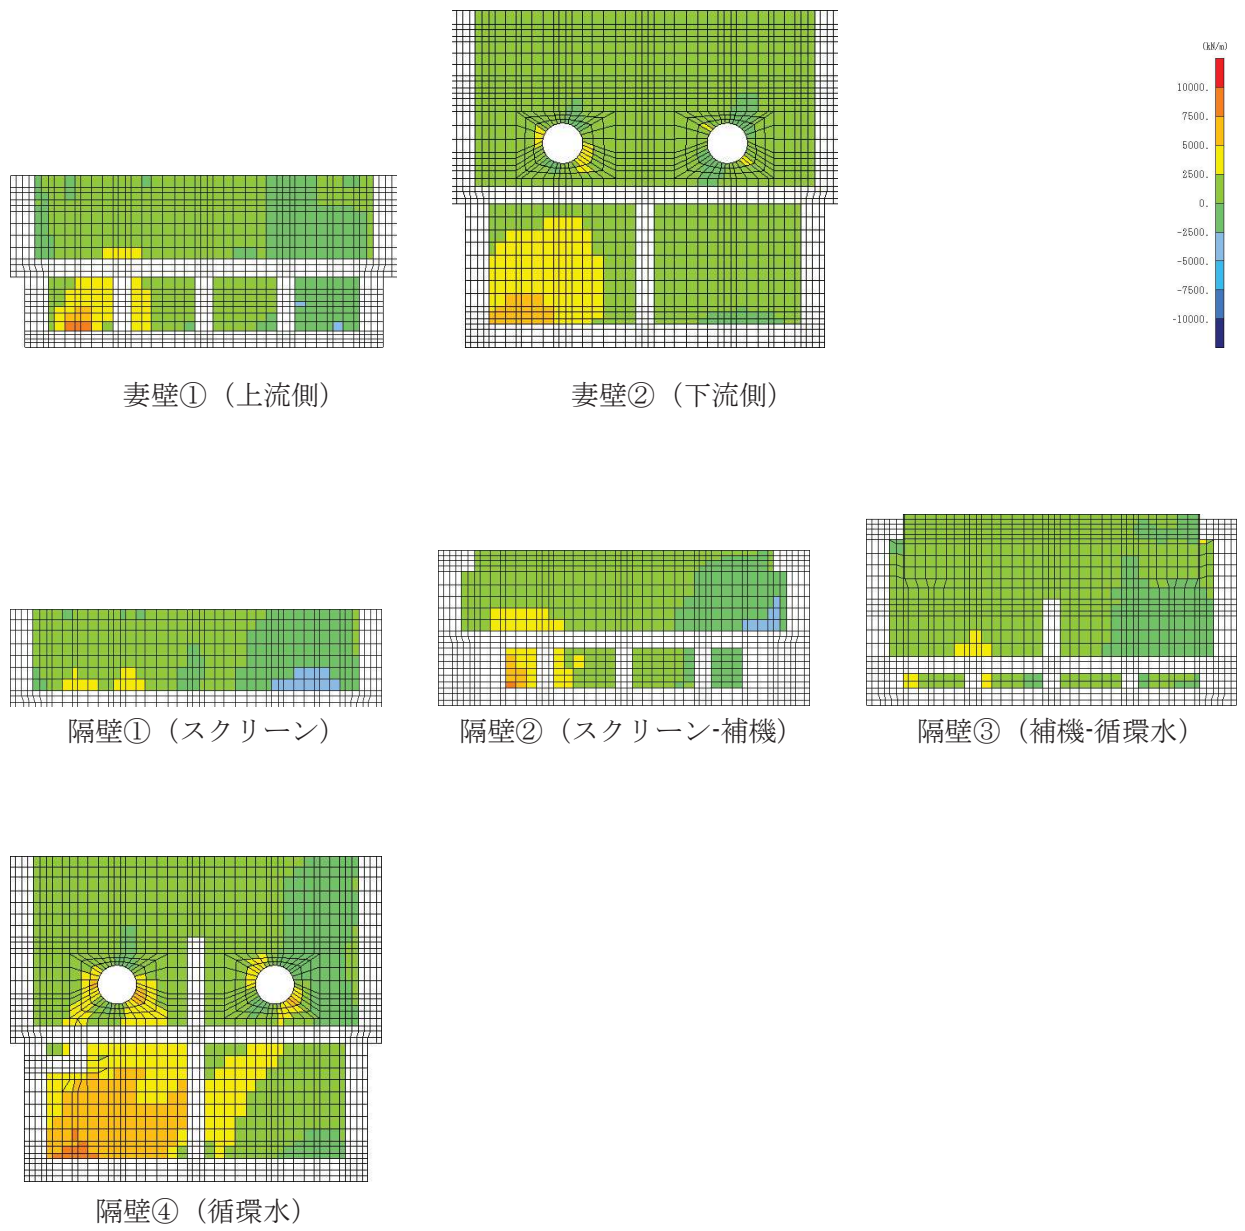 (kN/m)
10000.
7500.
5000.
2500.
0.
-2500.
-5000.
-7500.
-10000.
妻壁①（上流側）
妻壁②（下流側）
隔壁①（スクリーン）
隔壁②（スクリーン-補機）
隔壁③（補機-循環水）
隔壁④（循環水）